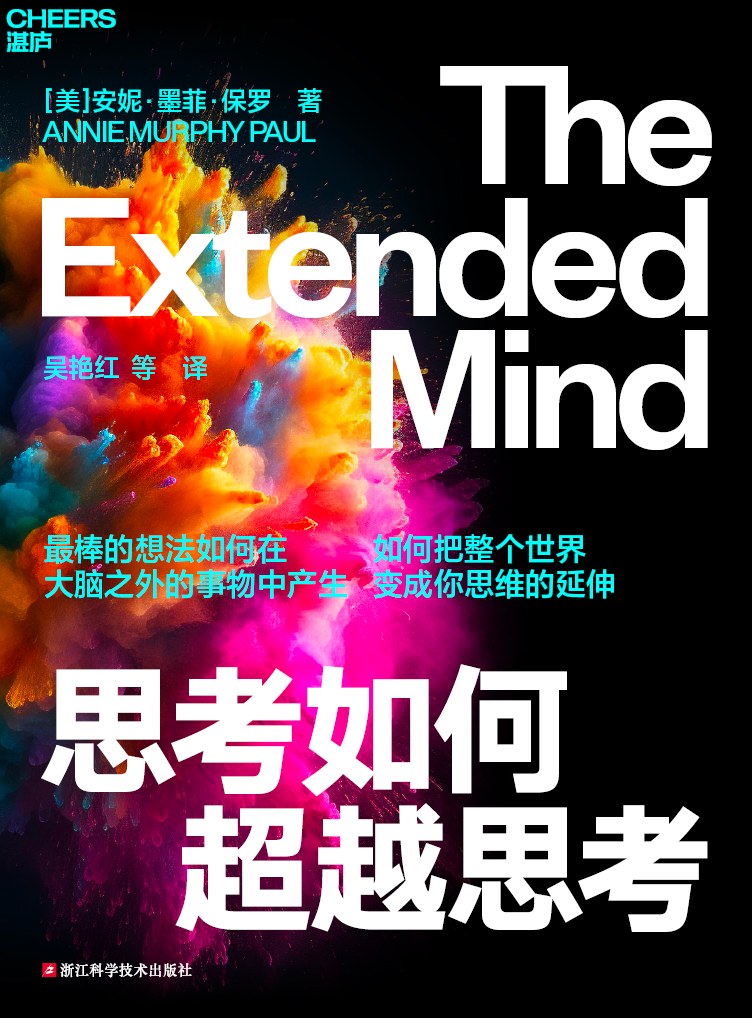 CHEERS
湛庐
[美]安妮·墨菲·保罗 著
ANNIE MURPHY PAUL
The
Extended
Mind
吴艳红 等 译
最棒的想法如何在
大脑之外的事物中产生
如何把整个世界
变成你思维的延伸
思考如何
超越思考
浙江科学技术出版社